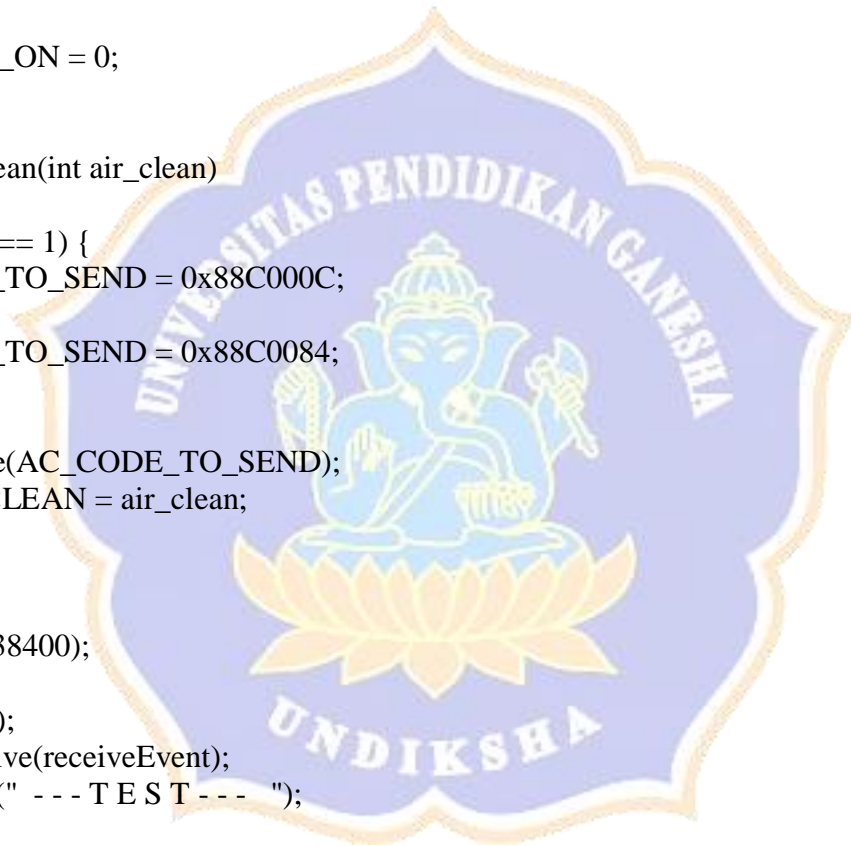 _ON = 0;
ean(int air_clean)
== 1) {
_TO_SEND = 0x88C000C;
_TO_SEND = 0x88C0084;
e(AC_CODE_TO_SEND);
CLEAN = air_clean;
38400);
);
ive(receiveEvent);
(" - - - T E S T - - - ");
UNIVERSITAS PENDIDIKAN GANESHA
UNDIKSHA